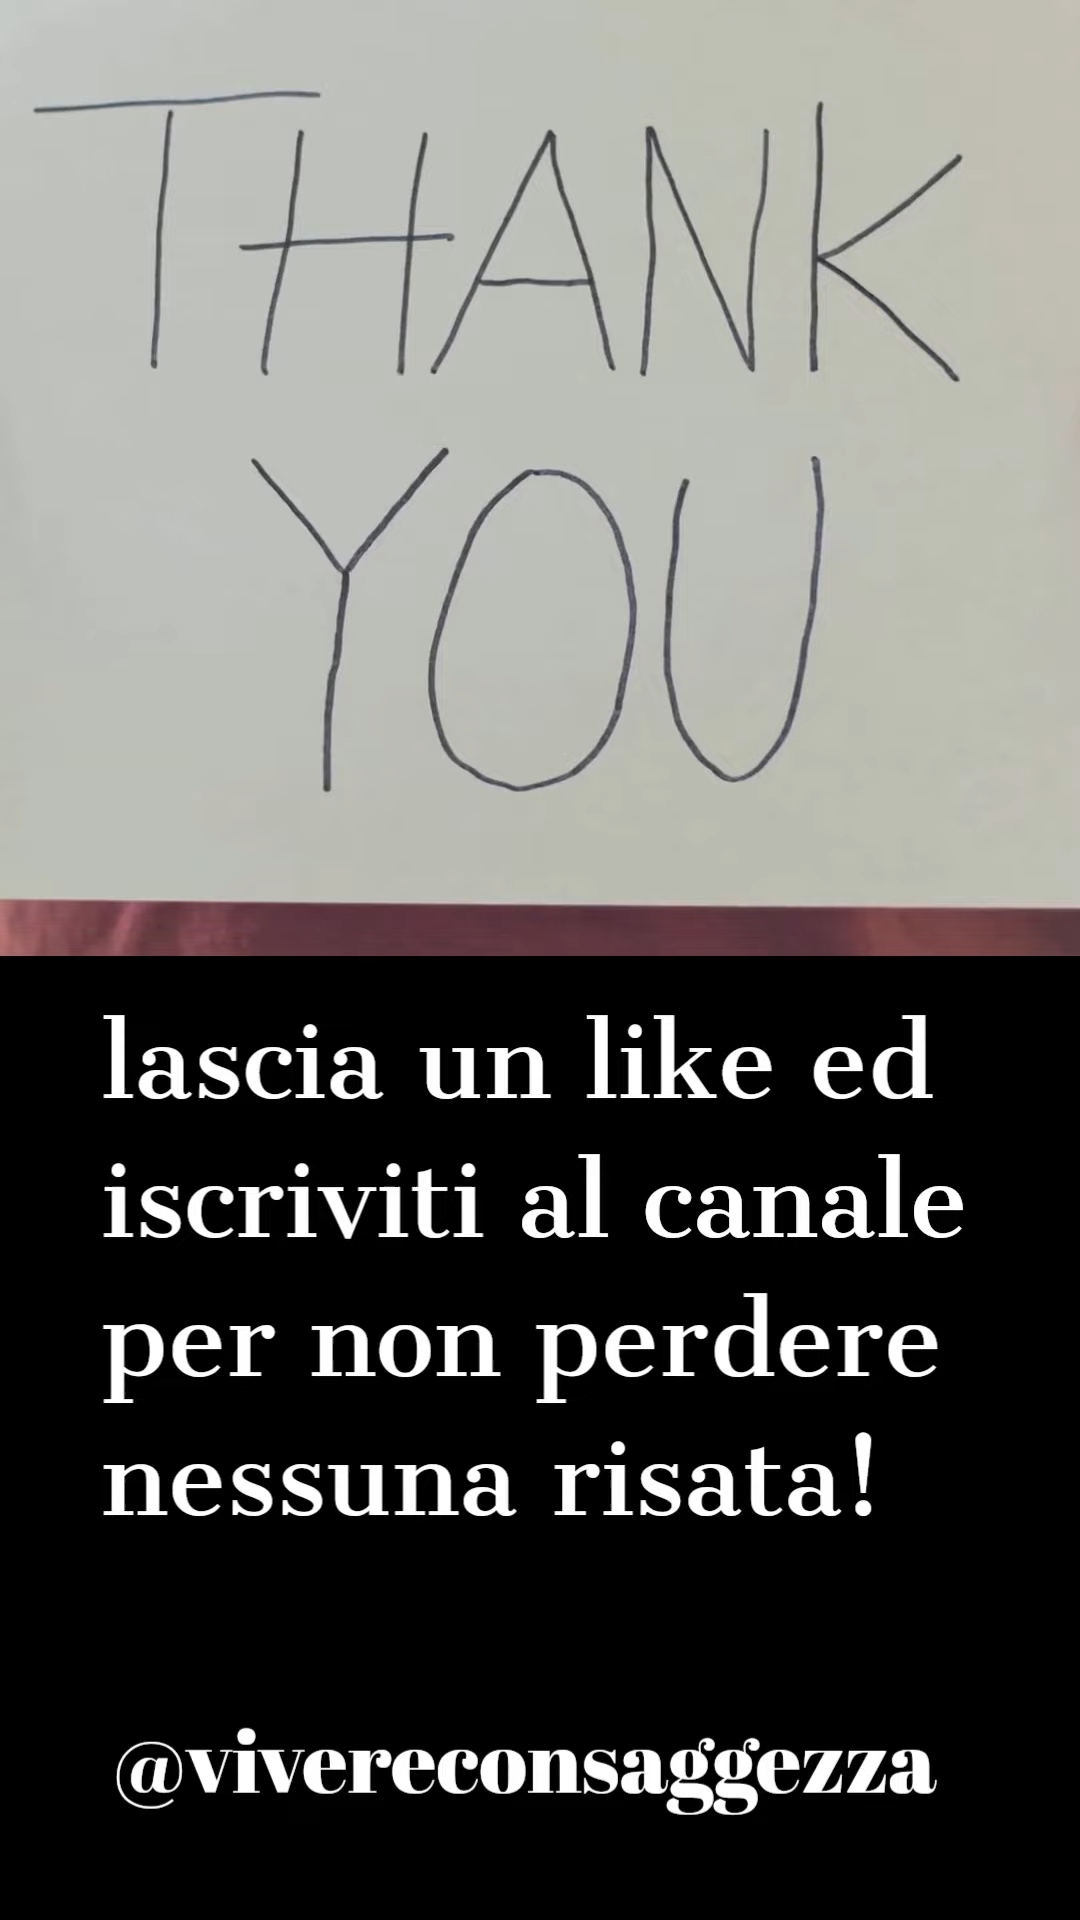 THANK
YOU
lascia un like ed
iscriviti al canale
per non perdere
nessuna risata!
@vivereconsaggezza